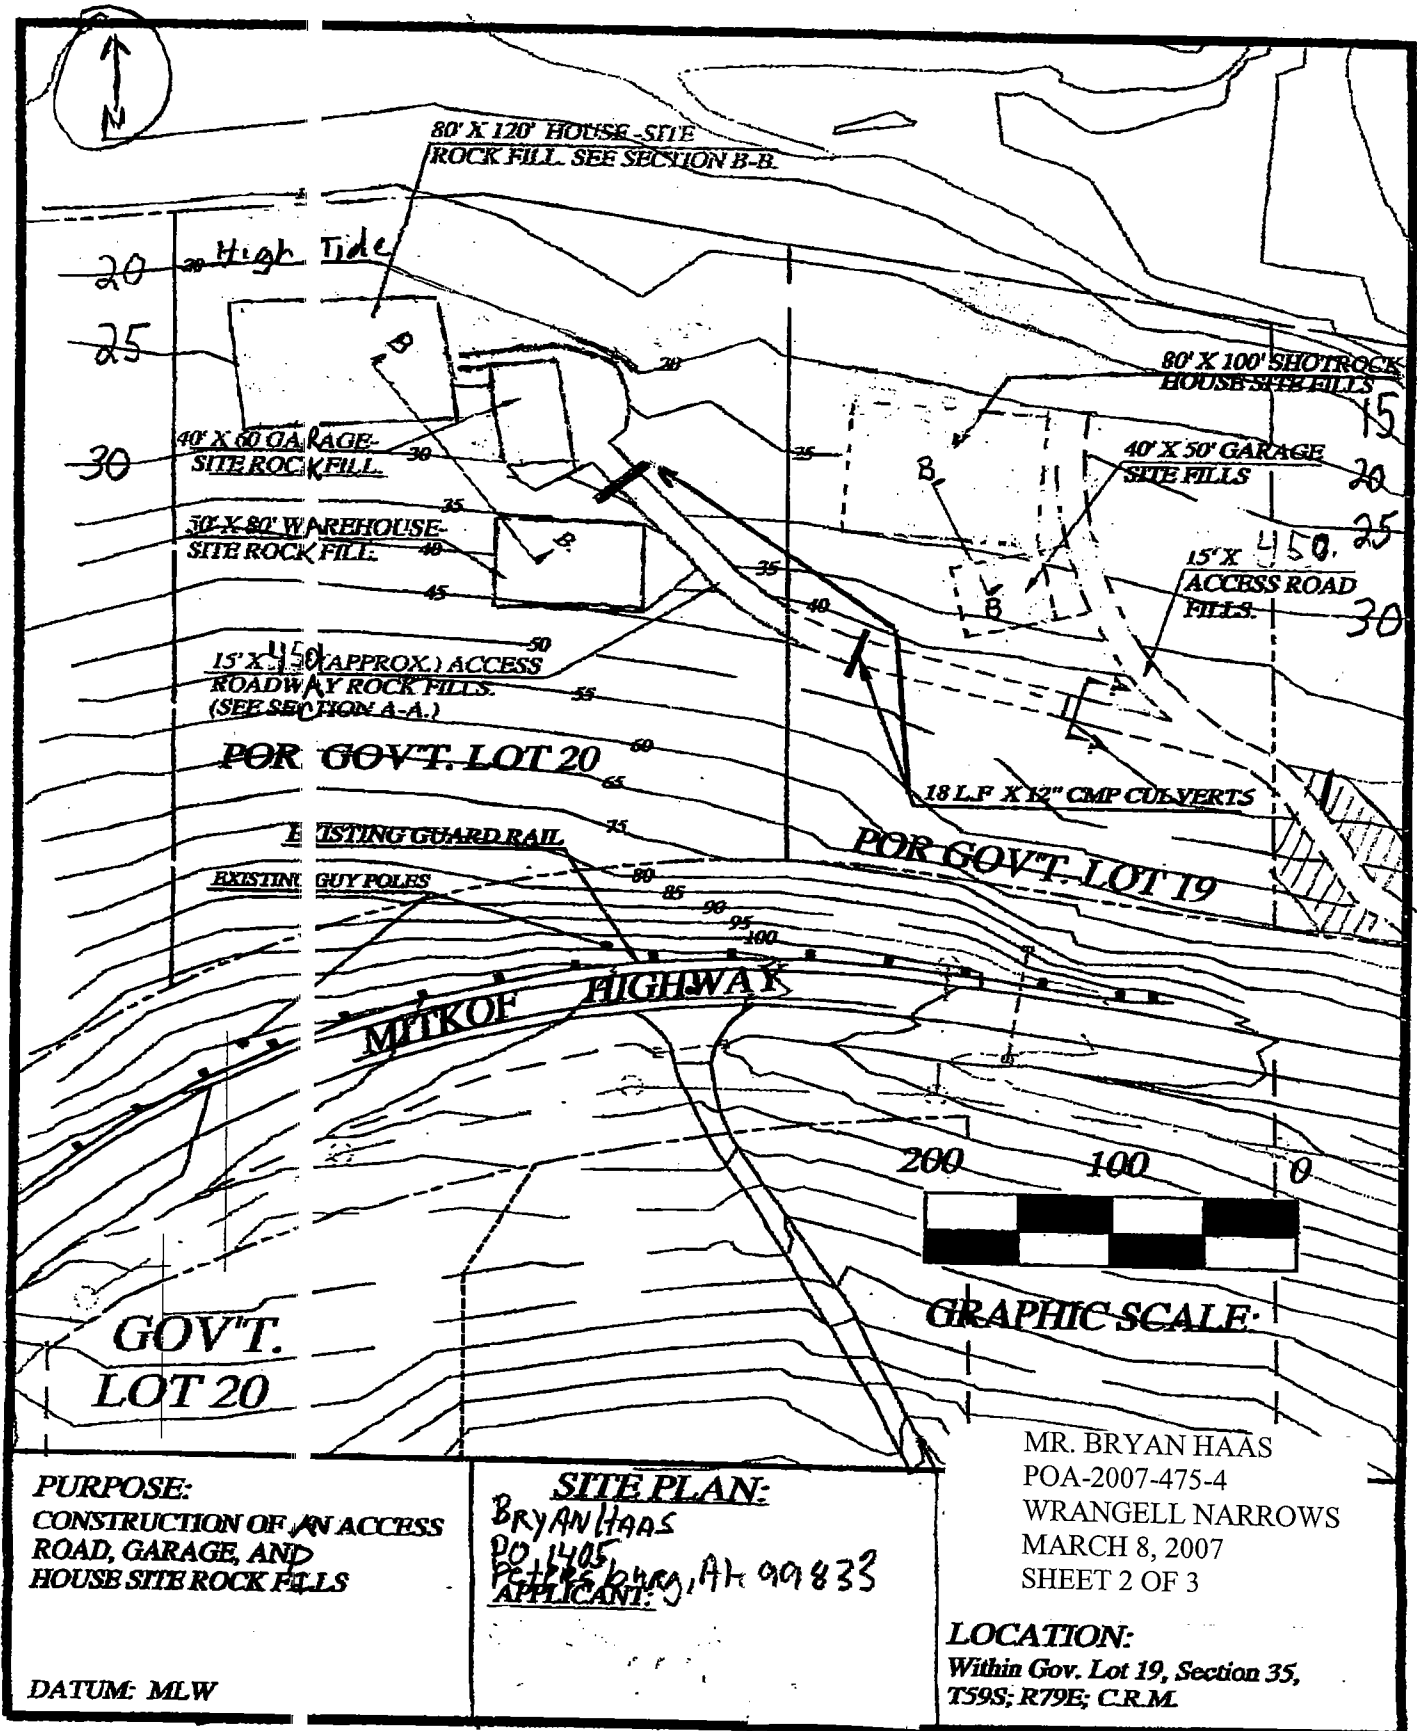 N
80' X 120' HOUSE-SITE
ROCK FILL. SEE SECTION B-B.
20
20
High Tide
25
B
20
80' X 100' SHOTROCK
HOUSE SITE FILLS
15
40' X 60 GARAGE-
SITE ROCK FILL.
30
30
25
B
40' X 50' GARAGE
SITE FILLS
20
35
50' X 80' WAREHOUSE-
SITE ROCK FILL.
40
B
25
15' X 450.
ACCESS ROAD
FILLS.
45
35
40
B
30
50
15' X 450 (APPROX.) ACCESS
ROADWAY ROCK FILLS.
(SEE SECTION A-A.)
55
POR GOV'T. LOT 20
60
65
18 L.F X 12" CMP CULVERTS
EXISTING GUARD RAIL
75
POR GOV'T. LOT 19
EXISTING GUY POLES
80
85
90
95
100
MITKOF HIGHWAY
200 100 0
GRAPHIC SCALE:
GOV'T.
LOT 20
PURPOSE:
CONSTRUCTION OF AN ACCESS
ROAD, GARAGE, AND
HOUSE SITE ROCK FILLS
DATUM: MLW
SITE PLAN:
BRYAN HAAS
PO 1405
Petersburg, AK 99833
APPLICANT:
MR. BRYAN HAAS
POA-2007-475-4
WRANGELL NARROWS
MARCH 8, 2007
SHEET 2 OF 3
LOCATION:
Within Gov. Lot 19, Section 35,
T59S; R79E; C.R.M.